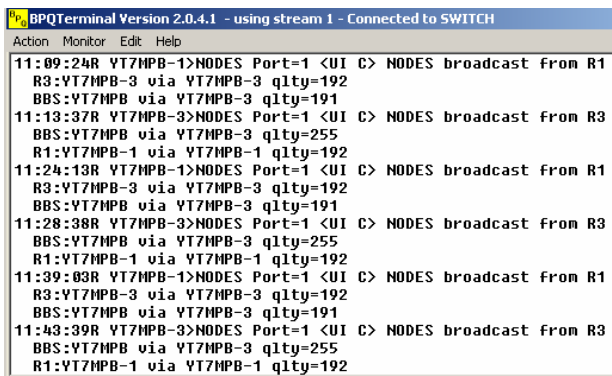 BPQ BPQTerminal Version 2.0.4.1 - using stream 1 - Connected to SWITCH
Action Monitor Edit Help
11:09:24R YT7MPB-1>NODES Port=1 <UI C> NODES broadcast from R1
R3:YT7MPB-3 via YT7MPB-3 qlty=192
BBS:YT7MPB via YT7MPB-3 qlty=191
11:13:37R YT7MPB-3>NODES Port=1 <UI C> NODES broadcast from R3
BBS:YT7MPB via YT7MPB-3 qlty=255
R1:YT7MPB-1 via YT7MPB-1 qlty=192
11:24:13R YT7MPB-1>NODES Port=1 <UI C> NODES broadcast from R1
R3:YT7MPB-3 via YT7MPB-3 qlty=192
BBS:YT7MPB via YT7MPB-3 qlty=191
11:28:38R YT7MPB-3>NODES Port=1 <UI C> NODES broadcast from R3
BBS:YT7MPB via YT7MPB-3 qlty=255
R1:YT7MPB-1 via YT7MPB-1 qlty=192
11:39:03R YT7MPB-1>NODES Port=1 <UI C> NODES broadcast from R1
R3:YT7MPB-3 via YT7MPB-3 qlty=192
BBS:YT7MPB via YT7MPB-3 qlty=191
11:43:39R YT7MPB-3>NODES Port=1 <UI C> NODES broadcast from R3
BBS:YT7MPB via YT7MPB-3 qlty=255
R1:YT7MPB-1 via YT7MPB-1 qlty=192